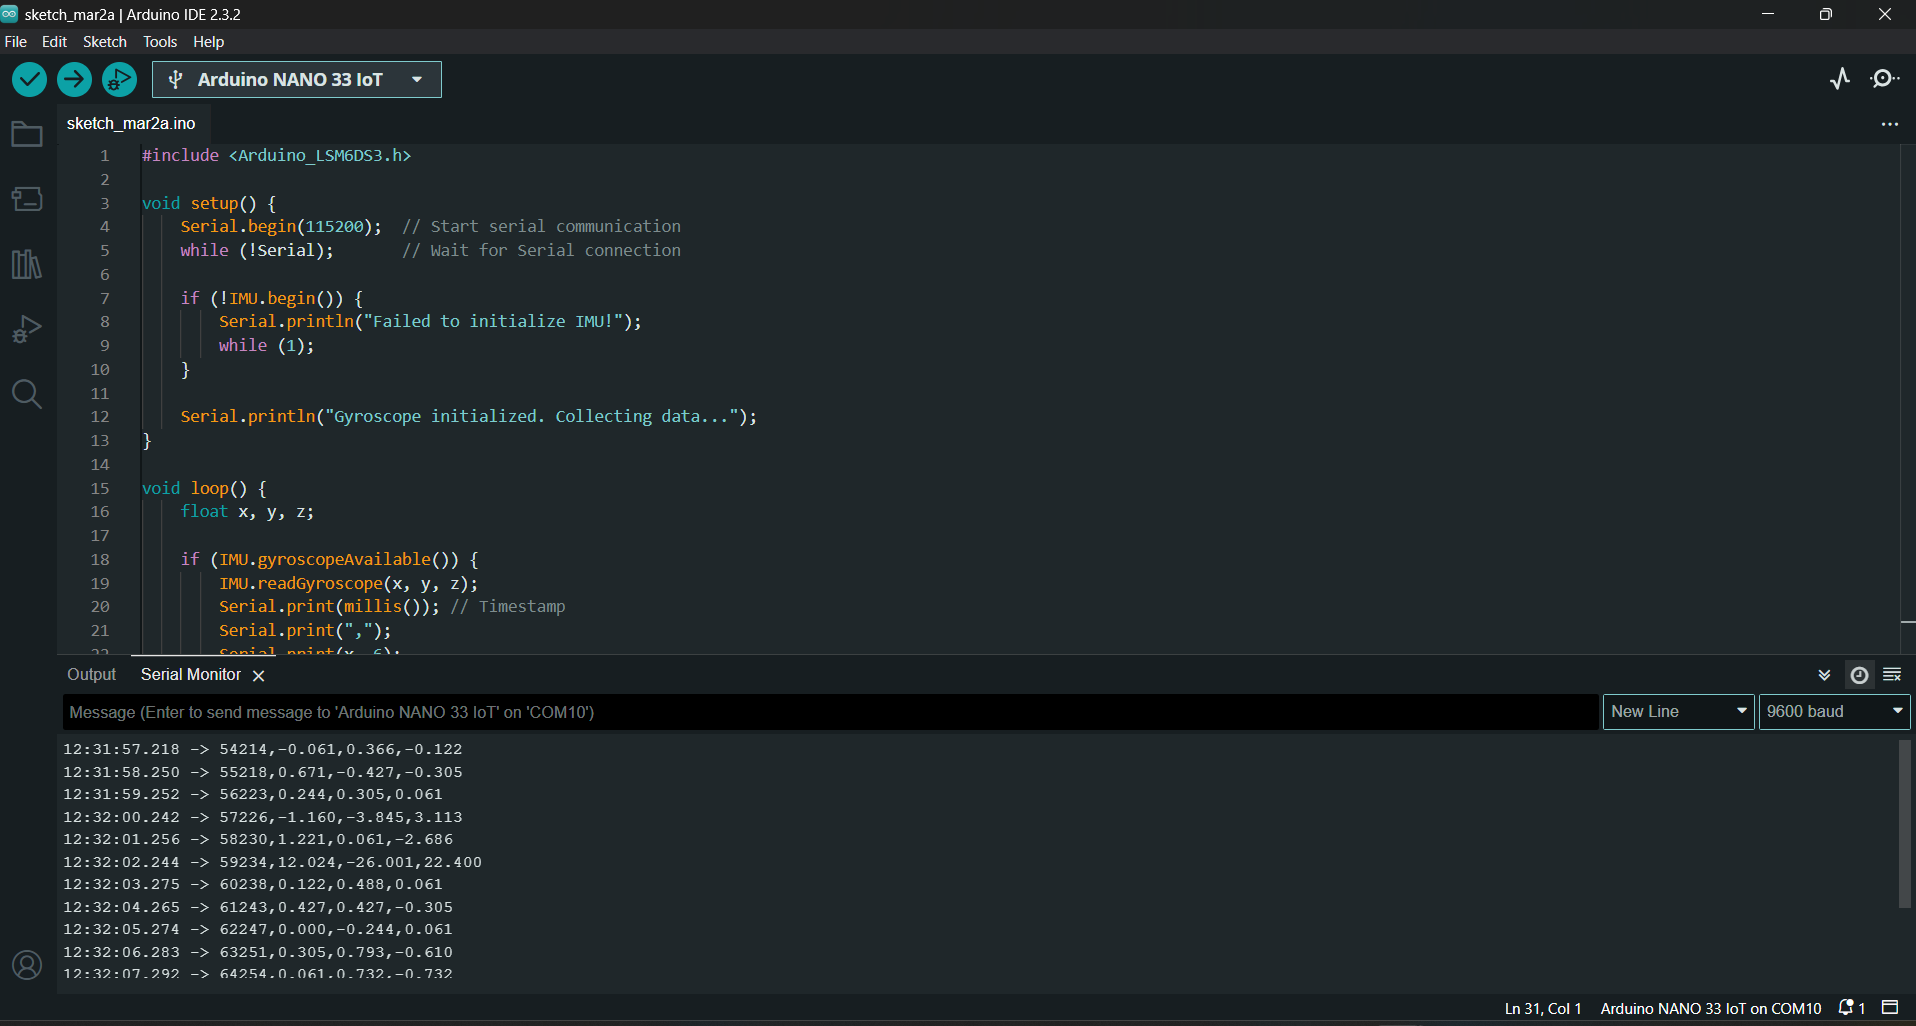 sketch_mar2a | Arduino IDE 2.3.2
File Edit Sketch Tools Help
Arduino NANO 33 IoT
sketch_mar2a.ino
1 #include <Arduino_LSM6DS3.h>
2
3 void setup() {
4 Serial.begin(115200); // Start serial communication
5 while (!Serial); // Wait for Serial connection
6
7 if (!IMU.begin()) {
8 Serial.println("Failed to initialize IMU!");
9 while (1);
10 }
11
12 Serial.println("Gyroscope initialized. Collecting data...");
13 }
14
15 void loop() {
16 float x, y, z;
17
18 if (IMU.gyroscopeAvailable()) {
19 IMU.readGyroscope(x, y, z);
20 Serial.print(millis()); // Timestamp
21 Serial.print(",");
22 Serial.print(x, 6);
Output Serial Monitor
Message (Enter to send message to 'Arduino NANO 33 IoT' on 'COM10')
New Line 9600 baud
12:31:57.218 -> 54214,-0.061,0.366,-0.122
12:31:58.250 -> 55218,0.671,-0.427,-0.305
12:31:59.252 -> 56223,0.244,0.305,0.061
12:32:00.242 -> 57226,-1.160,-3.845,3.113
12:32:01.256 -> 58230,1.221,0.061,-2.686
12:32:02.244 -> 59234,12.024,-26.001,22.400
12:32:03.275 -> 60238,0.122,0.488,0.061
12:32:04.265 -> 61243,0.427,0.427,-0.305
12:32:05.274 -> 62247,0.000,-0.244,0.061
12:32:06.283 -> 63251,0.305,0.793,-0.610
12:32:07.292 -> 64254,0.061,0.732,-0.732
Ln 31, Col 1 Arduino NANO 33 IoT on COM10 1